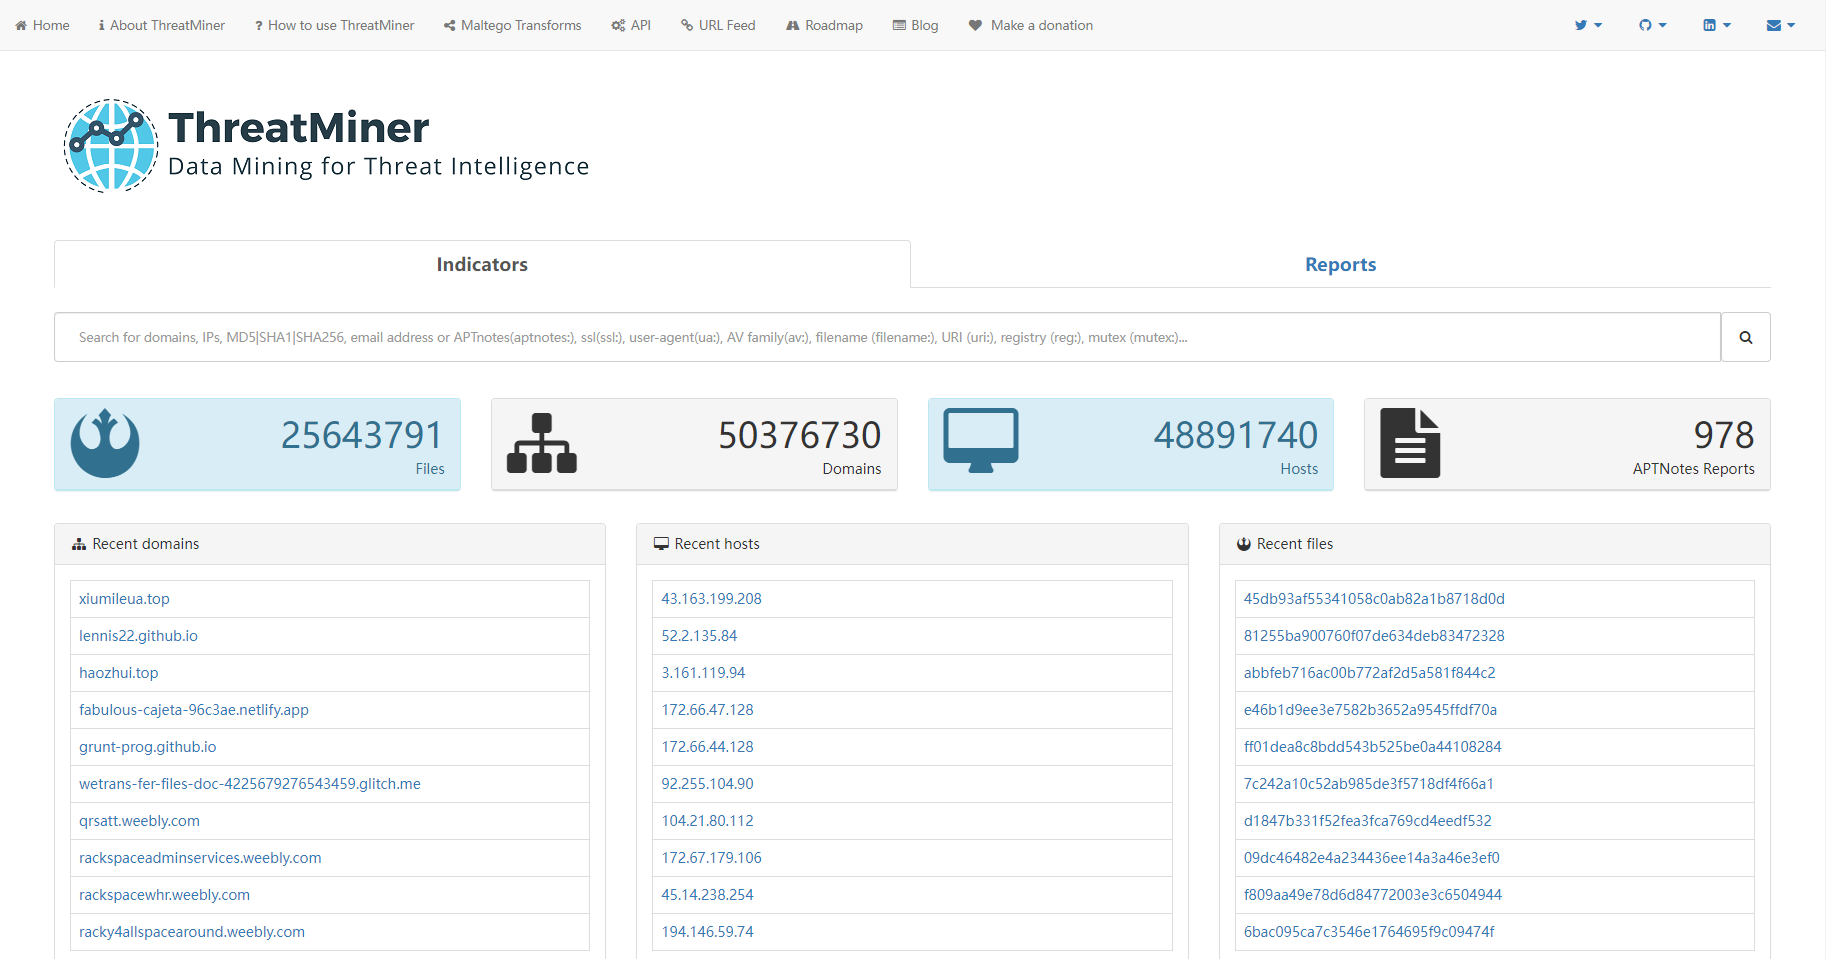 Home About ThreatMiner How to use ThreatMiner Maltego Transforms API URL Feed Roadmap Blog Make a donation
ThreatMiner
Data Mining for Threat Intelligence
Indicators
Reports
Search for domains, IPs, MD5|SHA1|SHA256, email address or APTnotes(aptnotes:), ssl(ssl:), user-agent(ua:), AV family(av:), filename (filename:), URI (uri:), registry (reg:), mutex (mutex:)...
25643791
Files
50376730
Domains
48891740
Hosts
978
APTNotes Reports
Recent domains
xiumileua.top
lennis22.github.io
haozhui.top
fabulous-cajeta-96c3ae.netlify.app
grunt-prog.github.io
wetrans-fer-files-doc-4225679276543459.glitch.me
qrsatt.weebly.com
rackspaceadminservices.weebly.com
rackspacewhr.weebly.com
racky4allspacearound.weebly.com
Recent hosts
43.163.199.208
52.2.135.84
3.161.119.94
172.66.47.128
172.66.44.128
92.255.104.90
104.21.80.112
172.67.179.106
45.14.238.254
194.146.59.74
Recent files
45db93af55341058c0ab82a1b8718d0d
81255ba900760f07de634deb83472328
abbfeb716ac00b772af2d5a581f844c2
e46b1d9ee3e7582b3652a9545ffdf70a
ff01dea8c8bdd543b525be0a44108284
7c242a10c52ab985de3f5718df4f66a1
d1847b331f52fea3fca769cd4eedf532
09dc46482e4a234436ee14a3a46e3ef0
f809aa49e78d6d84772003e3c6504944
6bac095ca7c3546e1764695f9c09474f